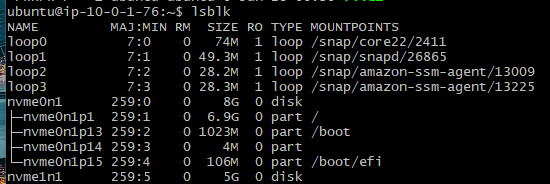 ubuntu@ip-10-0-1-76:~$ lsblk
NAME         MAJ:MIN RM  SIZE RO TYPE MOUNTPOINTS
loop0          7:0    0   74M  1 loop /snap/core22/2411
loop1          7:1    0 49.3M  1 loop /snap/snapd/26865
loop2          7:2    0 28.2M  1 loop /snap/amazon-ssm-agent/13009
loop3          7:3    0 28.3M  1 loop /snap/amazon-ssm-agent/13225
nvme0n1      259:0    0    8G  0 disk
├─nvme0n1p1  259:1    0  6.9G  0 part /
├─nvme0n1p13 259:2    0 1023M  0 part /boot
├─nvme0n1p14 259:3    0    4M  0 part
└─nvme0n1p15 259:4    0  106M  0 part /boot/efi
nvme1n1      259:5    0    5G  0 disk